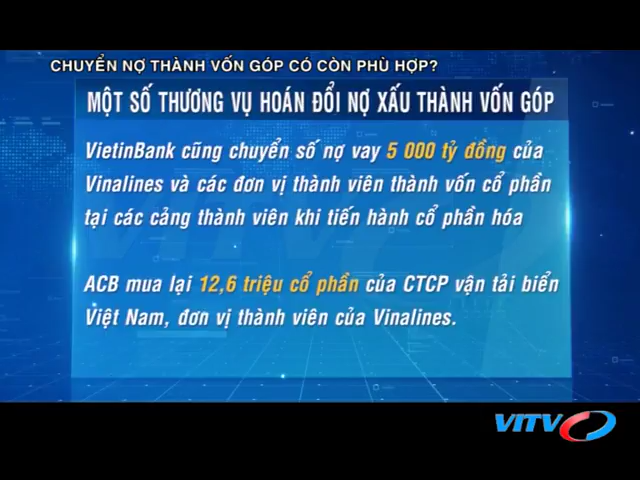 CHUYỂN NỢ THÀNH VỐN GÓP CÓ CÒN PHÙ HỢP?
MỘT SỐ THƯƠNG VỤ HOÁN ĐỔI NỢ XẤU THÀNH VỐN GÓP
VietinBank cũng chuyển số nợ vay 5 000 tỷ đồng của
Vinalines và các đơn vị thành viên thành vốn cổ phần
tại các cảng thành viên khi tiến hành cổ phần hóa
ACB mua lại 12,6 triệu cổ phần của CTCP vận tải biển
Việt Nam, đơn vị thành viên của Vinalines.
VITV